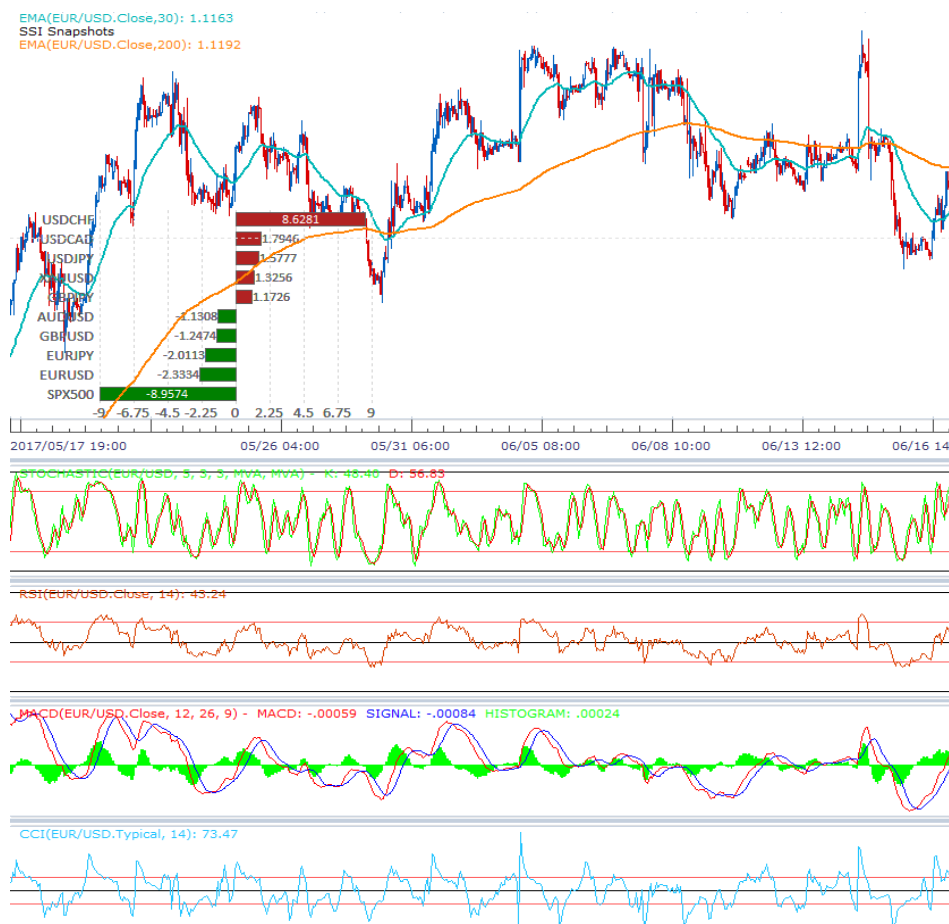 EMA(EUR/USD.Close,30): 1.1163
SSI Snapshots
EMA(EUR/USD.Close,200): 1.1192
USDCHF 8.6281
USDCAD 1.7946
USDJPY 1.5777
XAUUSD 1.3256
GBPJPY 1.1726
AUDUSD -1.1308
GBPUSD -1.2474
EURJPY -2.0113
EURUSD -2.3334
SPX500 -8.9574
-9 -6.75 -4.5 -2.25 0 2.25 4.5 6.75 9
2017/05/17 19:00 05/26 04:00 05/31 06:00 06/05 08:00 06/08 10:00 06/13 12:00 06/16 14
STOCHASTIC(EUR/USD, 5, 3, 3, MVA, MVA) - K: 48.40 D: 56.83
RSI(EUR/USD.Close, 14): 43.24
MACD(EUR/USD.Close, 12, 26, 9) - MACD: -.00059 SIGNAL: -.00084 HISTOGRAM: .00024
CCI(EUR/USD.Typical, 14): 73.47